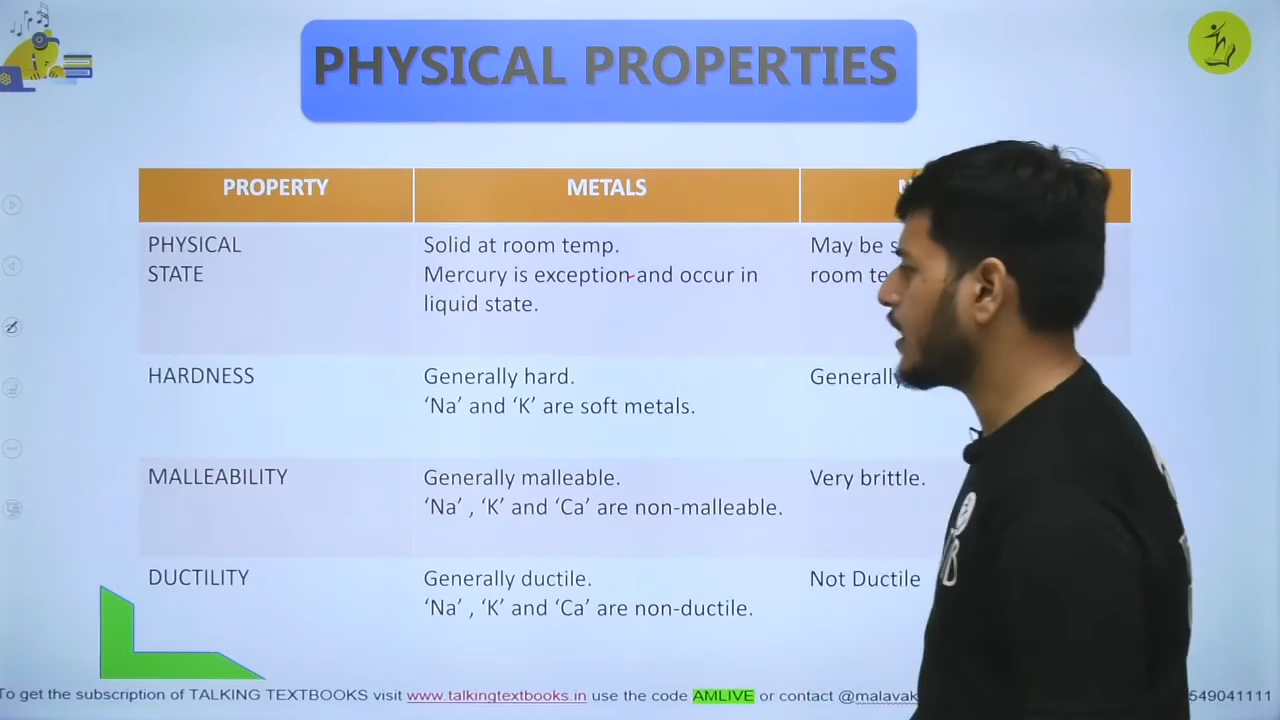 PHYSICAL PROPERTIES
PROPERTY METALS
PHYSICAL
STATE
Solid at room temp.
Mercury is exception and occur in
liquid state.
May be
room
HARDNESS
Generally hard.
‘Na’ and ‘K’ are soft metals.
Generally
MALLEABILITY
Generally malleable.
‘Na’ , ‘K’ and ‘Ca’ are non-malleable.
Very brittle.
DUCTILITY
Generally ductile.
‘Na’ , ‘K’ and ‘Ca’ are non-ductile.
Not Ductile
To get the subscription of TALKING TEXTBOOKS visit www.talkingtextbooks.in use the code AMLIVE or contact @malavak 549041111